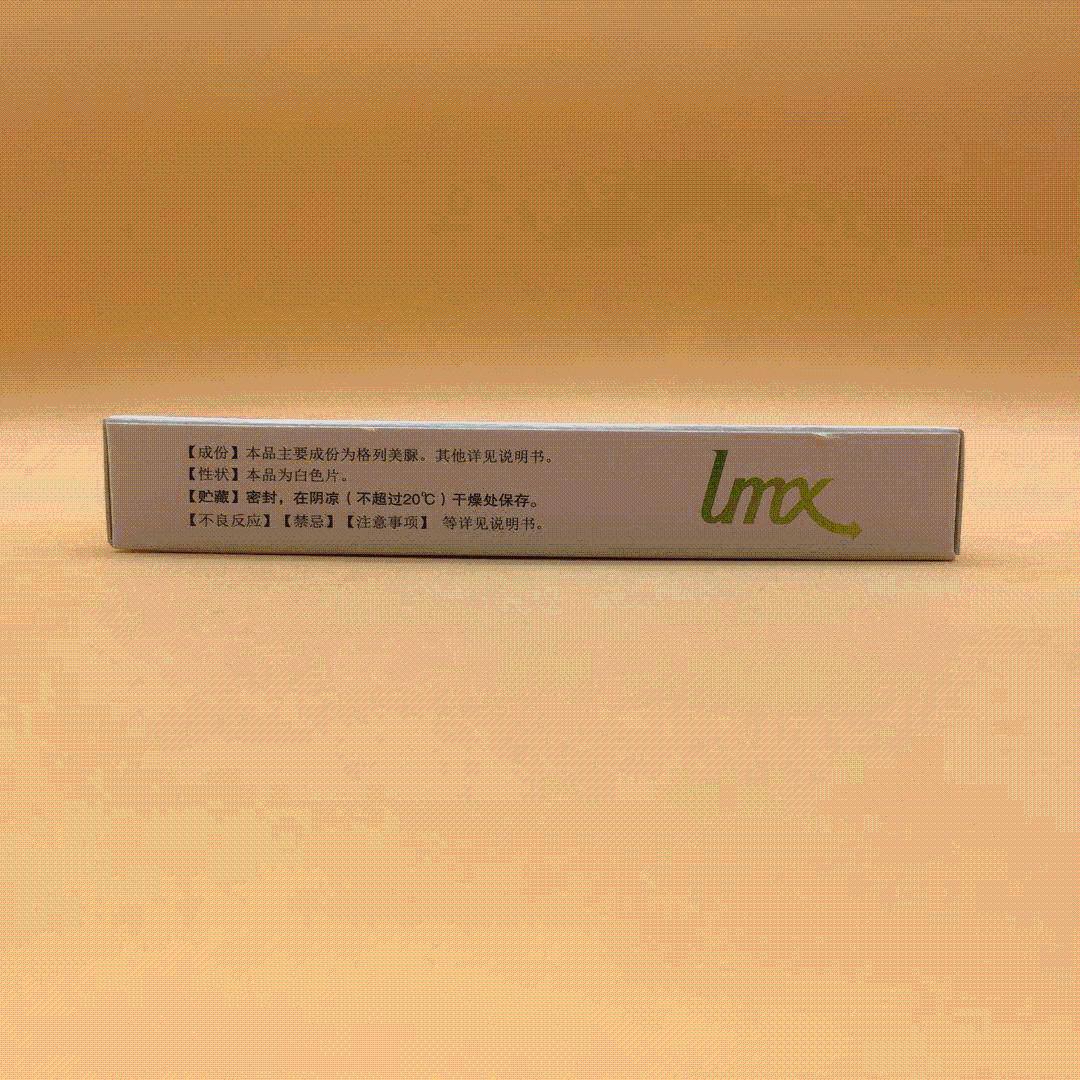 【成份】本品主要成份为格列美脲。其他详见说明书。
【性状】本品为白色片。
【贮藏】密封，在阴凉（不超过20℃）干燥处保存。
【不良反应】【禁忌】【注意事项】 等详见说明书。
lmx